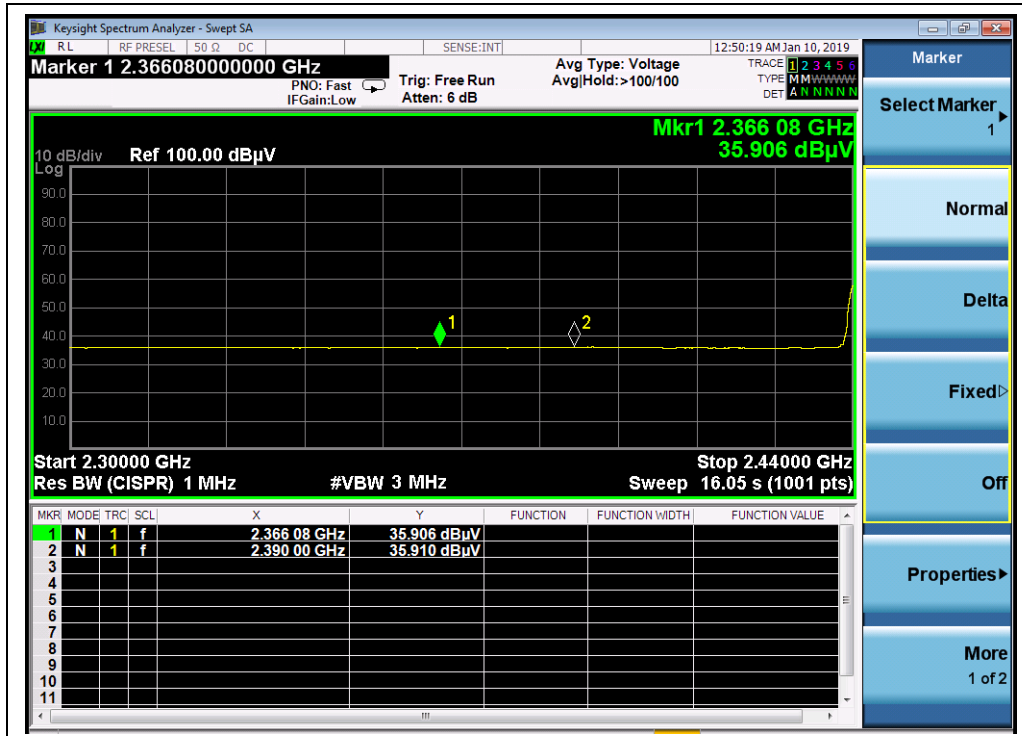 Keysight Spectrum Analyzer - Swept SA
LXI RL RF PRESEL 50 Ω DC SENSE:INT 12:50:19 AM Jan 10, 2019
Marker 1 2.366080000000 GHz
PNO: Fast
IFGain:Low
Trig: Free Run
Atten: 6 dB
Avg Type: Voltage
Avg|Hold:>100/100
TRACE 1 2 3 4 5 6
TYPE M M W W W W
DET A N N N N N
Mkr1 2.366 08 GHz
35.906 dBµV
10 dB/div Ref 100.00 dBµV
Log
90.0
80.0
70.0
60.0
50.0
40.0
30.0
20.0
10.0
1
2
Start 2.30000 GHz Stop 2.44000 GHz
Res BW (CISPR) 1 MHz #VBW 3 MHz Sweep 16.05 s (1001 pts)
MKR MODE TRC SCL X Y FUNCTION FUNCTION WIDTH FUNCTION VALUE
1 N 1 f 2.366 08 GHz 35.906 dBµV
2 N 1 f 2.390 00 GHz 35.910 dBµV
3
4
5
6
7
8
9
10
11
Marker
Select Marker
1
Normal
Delta
Fixed
Off
Properties
More
1 of 2